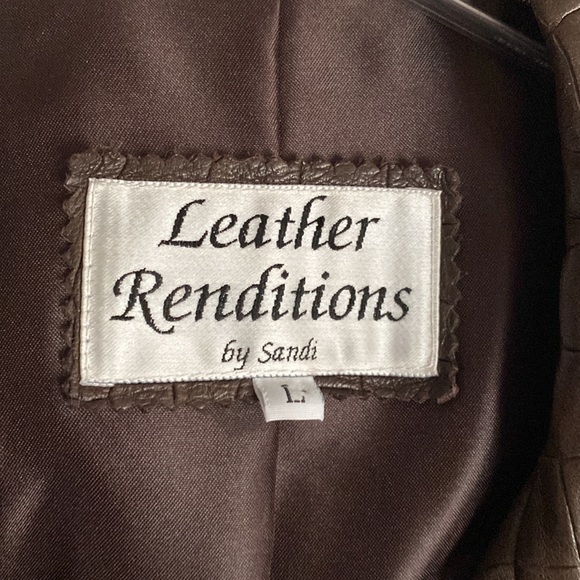 Leather
Renditions
by Sandi
L